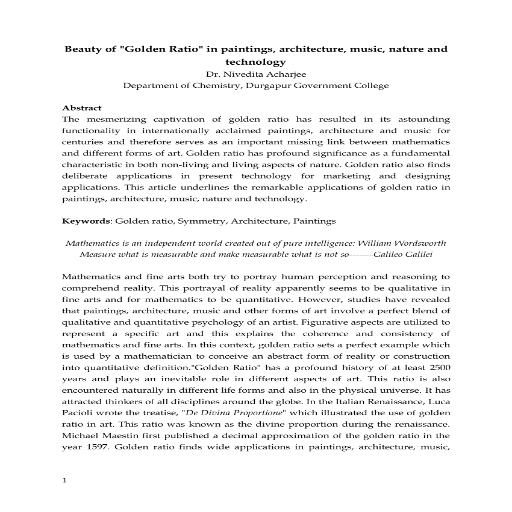 Beauty of "Golden Ratio" in paintings, architecture, music, nature and
technology
Dr. Nivedita Acharjee
Department of Chemistry, Durgapur Government College
Abstract
The mesmerizing captivation of golden ratio has resulted in its astounding
functionality in internationally acclaimed paintings, architecture and music for
centuries and therefore serves as an important missing link between mathematics
and different forms of art. Golden ratio has profound significance as a fundamental
characteristic in both non-living and living aspects of nature. Golden ratio also finds
deliberate applications in present technology for marketing and designing
applications. This article underlines the remarkable applications of golden ratio in
paintings, architecture, music, nature and technology.
Keywords: Golden ratio, Symmetry, Architecture, Paintings
Mathematics is an independent world created out of pure intelligence: William Wordsworth
Measure what is measurable and make measurable what is not so------Galileo Galilei
Mathematics and fine arts both try to portray human perception and reasoning to
comprehend reality. This portrayal of reality apparently seems to be qualitative in
fine arts and for mathematics to be quantitative. However, studies have revealed
that paintings, architecture, music and other forms of art involve a perfect blend of
qualitative and quantitative psychology of an artist. Figurative aspects are utilized to
represent a specific art and this explains the coherence and consistency of
mathematics and fine arts. In this context, golden ratio sets a perfect example which
is used by a mathematician to conceive an abstract form of reality or construction
into quantitative definition."Golden Ratio" has a profound history of at least 2500
years and plays an inevitable role in different aspects of art. This ratio is also
encountered naturally in different life forms and also in the physical universe. It has
attracted thinkers of all disciplines around the globe. In the Italian Renaissance, Luca
Pacioli wrote the treatise, "De Divina Proportione" which illustrated the use of golden
ratio in art. This ratio was known as the divine proportion during the renaissance.
Michael Maestin first published a decimal approximation of the golden ratio in the
year 1597. Golden ratio finds wide applications in paintings, architecture, music,
1